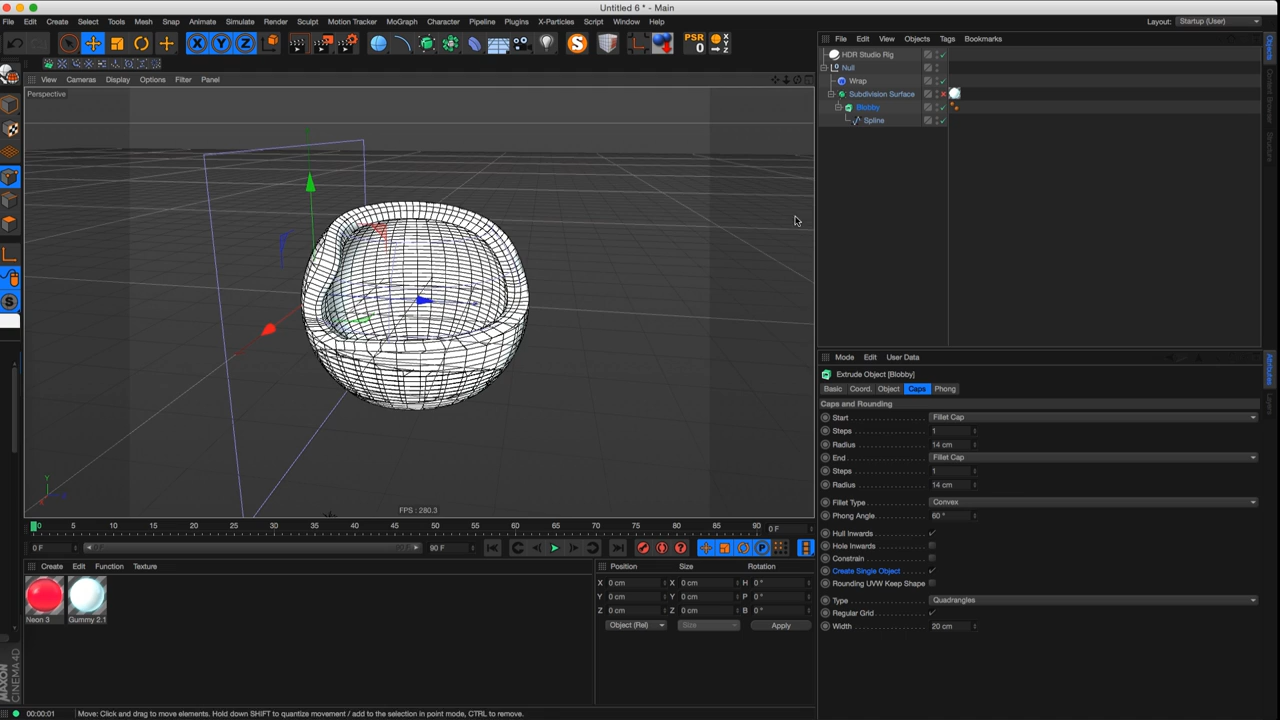 Untitled 6 * - Main
File Edit Create Select Tools Mesh Snap Animate Simulate Render Sculpt Motion Tracker MoGraph Character Pipeline Plugins X-Particles Script Window Help Layout: Startup (User)
X Y Z S PSR 0
View Cameras Display Options Filter Panel
Perspective
FPS : 280.3
File Edit View Objects Tags Bookmarks
HDR Studio Rig
Null
Wrap
Subdivision Surface
Blobby
Spline
Objects
Content Browser
Structure
Mode Edit User Data
Extrude Object [Blobby]
Basic Coord. Object Caps Phong
Caps and Rounding
Start Fillet Cap
Steps 1
Radius 14 cm
End Fillet Cap
Steps 1
Radius 14 cm
Fillet Type Convex
Phong Angle 60 °
Hull Inwards
Hole Inwards
Constrain
Create Single Object
Rounding UVW Keep Shape
Type Quadrangles
Regular Grid
Width 20 cm
Attributes
Layers
0 5 10 15 20 25 30 35 40 45 50 55 60 65 70 75 80 85 90 0 F
0 F 90 F 90 F
Create Edit Function Texture
Neon 3 Gummy 2.1
Position Size Rotation
X 0 cm X 0 cm H 0 °
Y 0 cm Y 0 cm P 0 °
Z 0 cm Z 0 cm B 0 °
Object (Rel) Size Apply
MAXON
CINEMA 4D
00:00:01 Move: Click and drag to move elements. Hold down SHIFT to quantize movement / add to the selection in point mode, CTRL to remove.